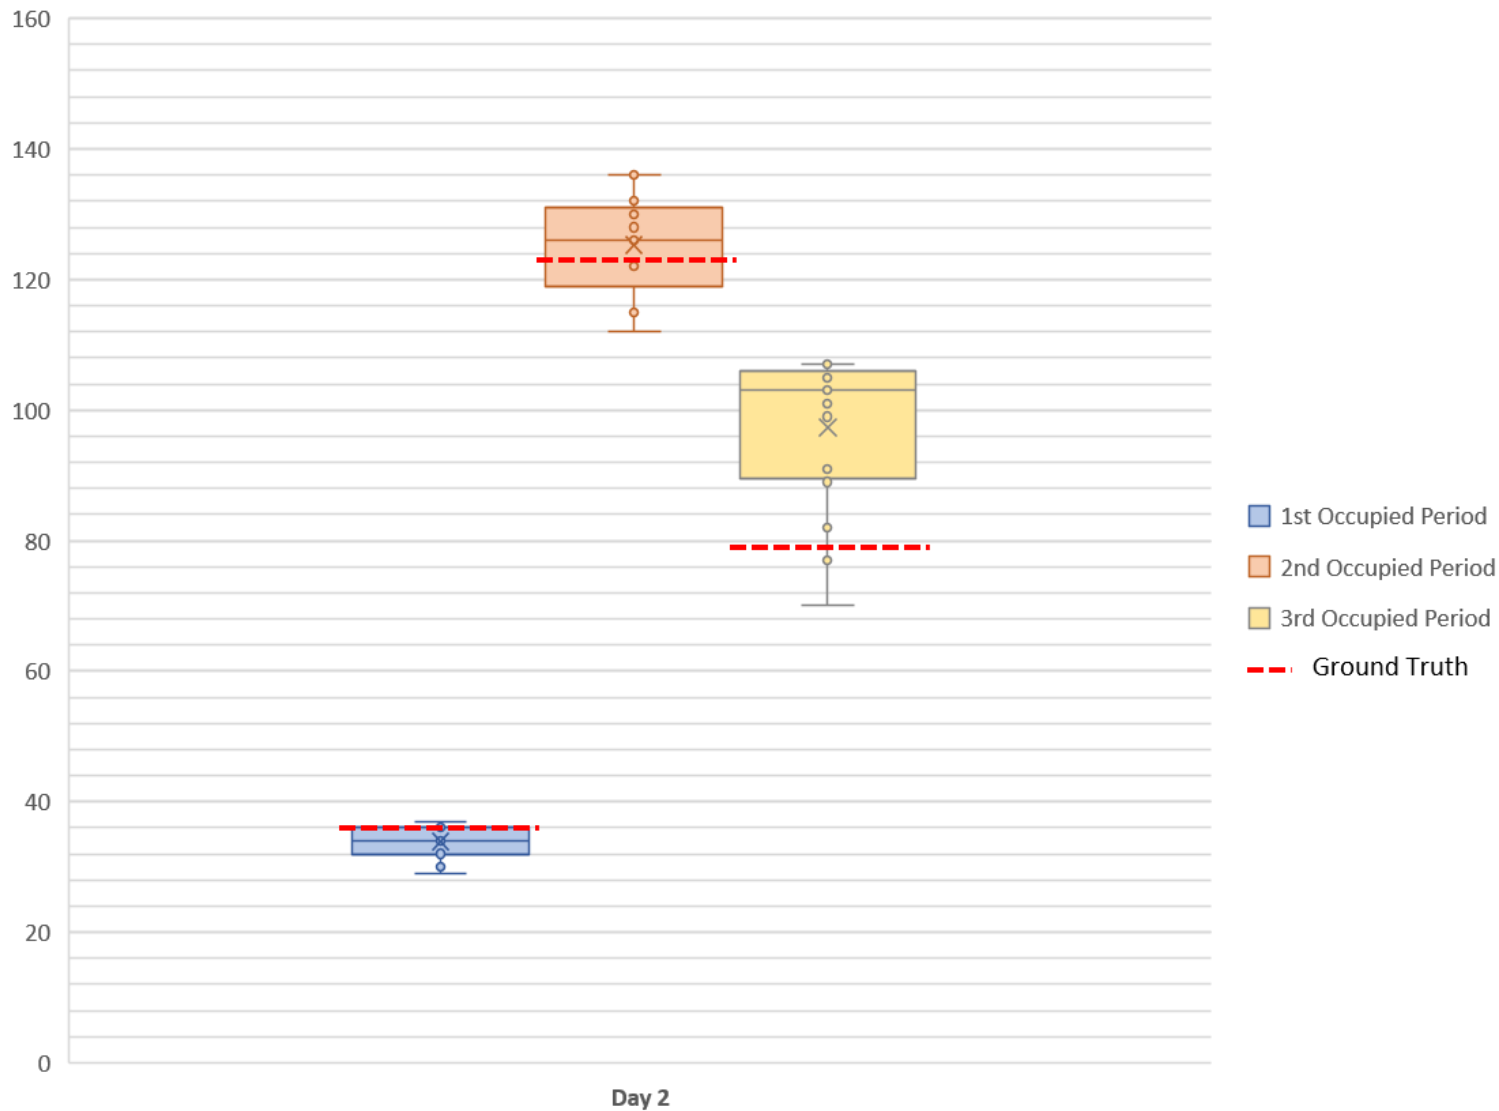 160
140
120
100
80
60
40
20
0
Day 2
1st Occupied Period
2nd Occupied Period
3rd Occupied Period
Ground Truth